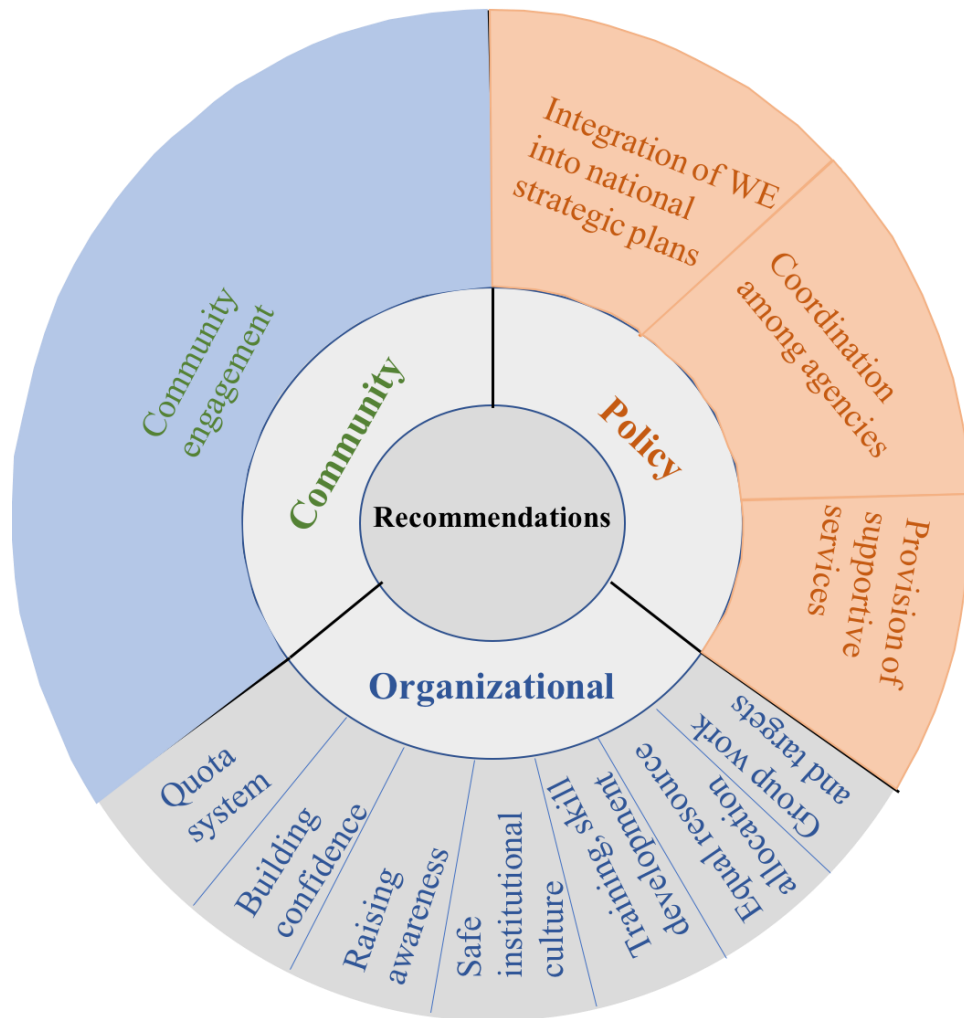 Recommendations
Community
Policy
Organizational
Community
engagement
Integration of WE
into national
strategic plans
Coordination
among agencies
Provision of
supportive
services
Quota
system
Building
confidence
Raising
awareness
Safe
institutional
culture
Training, skill
development
Equal resource
allocation
Group work
and targets